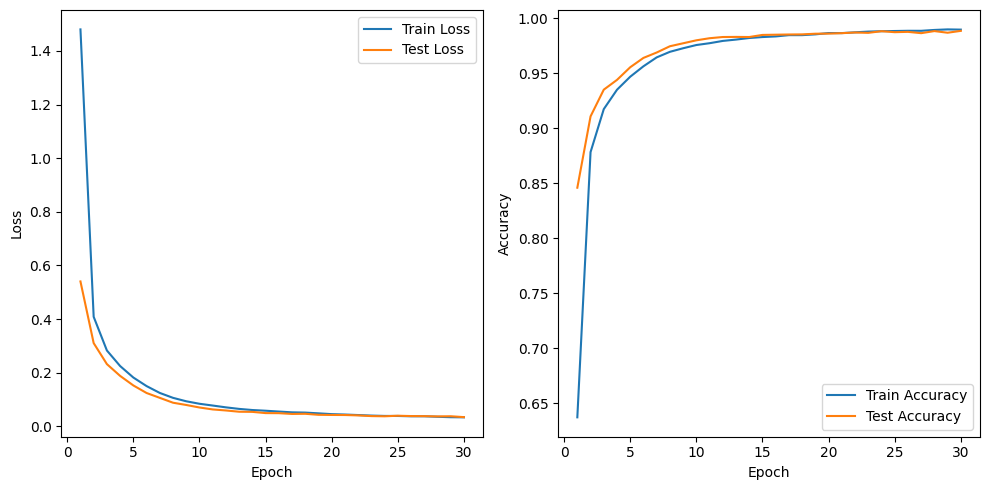 Train Loss
Test Loss
1.4
1.2
1.0
0.8
0.6
0.4
0.2
0.0
Loss
0 5 10 15 20 25 30
Epoch
1.00
0.95
0.90
0.85
0.80
0.75
0.70
0.65
Accuracy
Train Accuracy
Test Accuracy
0 5 10 15 20 25 30
Epoch